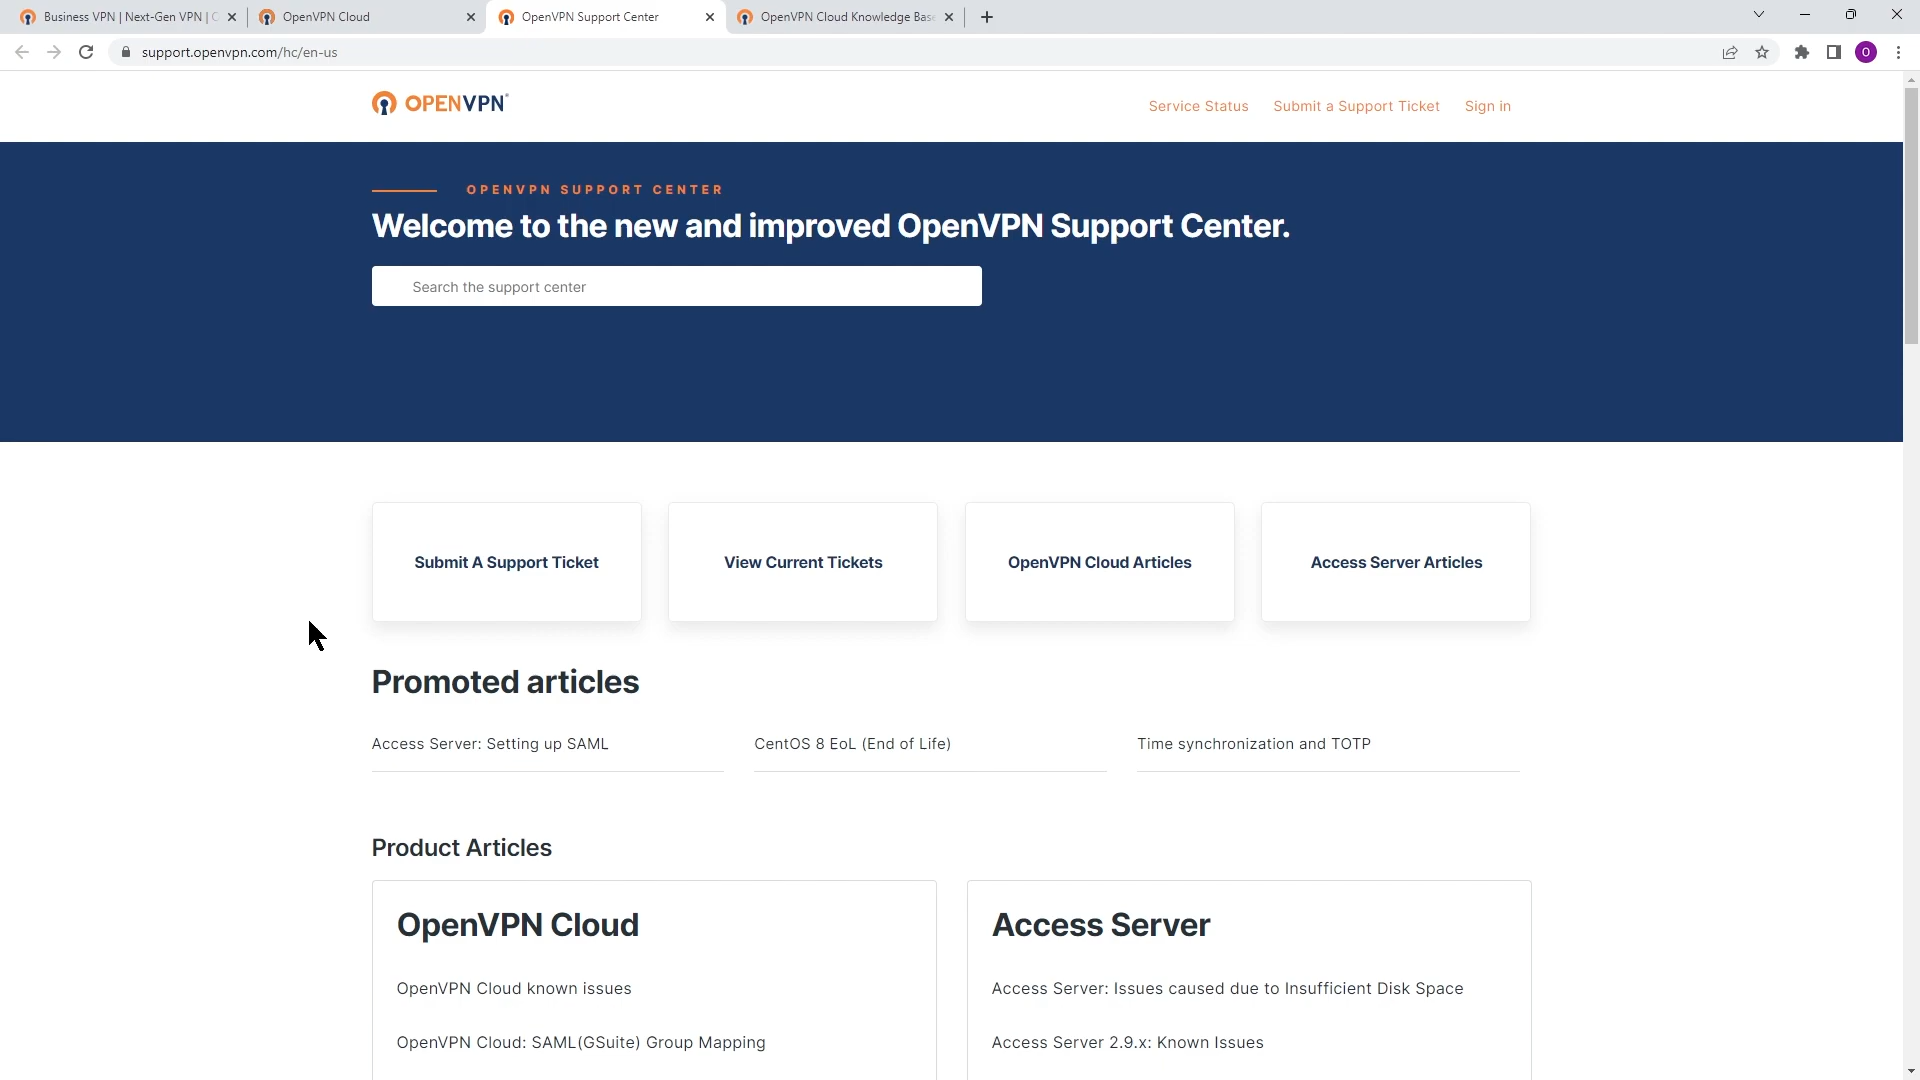 Business VPN | Next-Gen VPN |
OpenVPN Cloud
OpenVPN Support Center
OpenVPN Cloud Knowledge Base
support.openvpn.com/hc/en-us
O
OPENVPN
Service Status
Submit a Support Ticket
Sign in
OPENVPN SUPPORT CENTER
Welcome to the new and improved OpenVPN Support Center.
Search the support center
Submit A Support Ticket
View Current Tickets
OpenVPN Cloud Articles
Access Server Articles
Promoted articles
Access Server: Setting up SAML
CentOS 8 EoL (End of Life)
Time synchronization and TOTP
Product Articles
OpenVPN Cloud
Access Server
OpenVPN Cloud known issues
Access Server: Issues caused due to Insufficient Disk Space
OpenVPN Cloud: SAML(GSuite) Group Mapping
Access Server 2.9.x: Known Issues